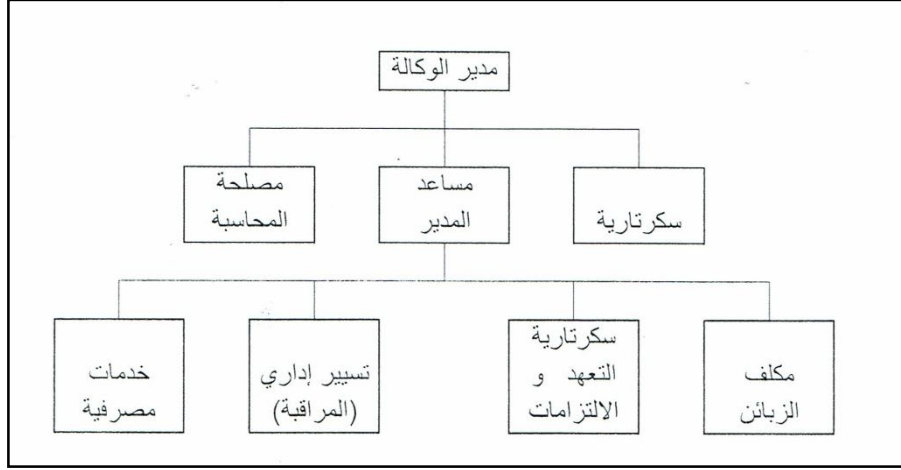 مدير الوكالة
سكرتارية
مساعد
المدير
مصلحة
المحاسبة
مكلف
الزبائن
سكرتارية
التعهد و
الالتزامات
تسيير إداري
(المراقبة)
خدمات
مصرفية